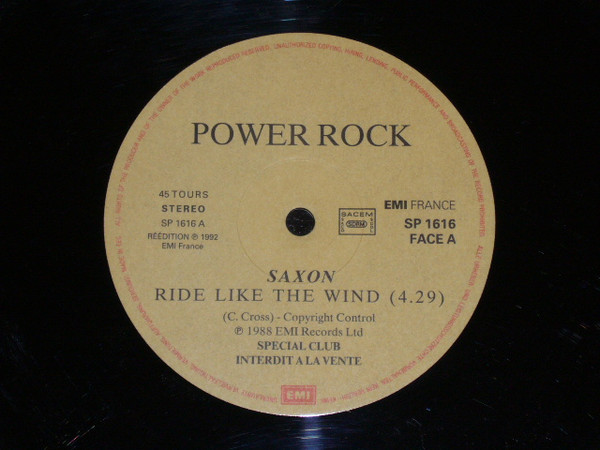 POWER ROCK
45 TOURS
STEREO
SP 1616 A
RÉÉDITION ℗ 1992
EMI France
SACEM
EMI FRANCE
SP 1616
FACE A
SAXON
RIDE LIKE THE WIND (4.29)
(C. Cross) - Copyright Control
℗ 1988 EMI Records Ltd
SPECIAL CLUB
INTERDIT A LA VENTE
EMI